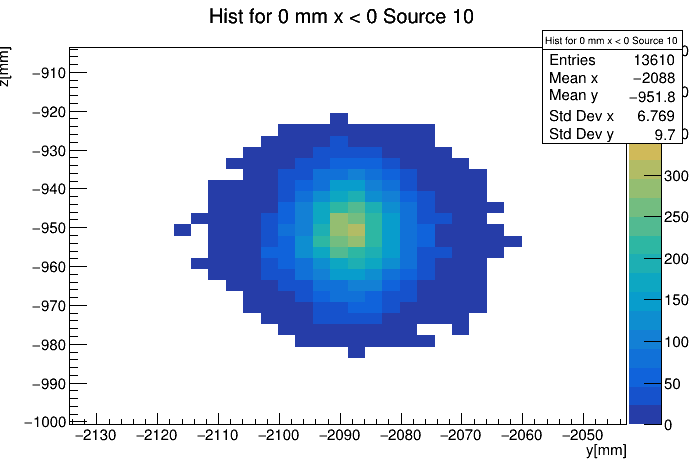 Hist for 0 mm x < 0 Source 10
z[mm]
Hist for 0 mm x < 0 Source 10
Entries 13610
Mean x −2088
Mean y −951.8
Std Dev x 6.769
Std Dev y 9.7
−910
−920
−930
−940
−950
−960
−970
−980
−990
−1000
−2130 −2120 −2110 −2100 −2090 −2080 −2070 −2060 −2050
y[mm]
300
250
200
150
100
50
0